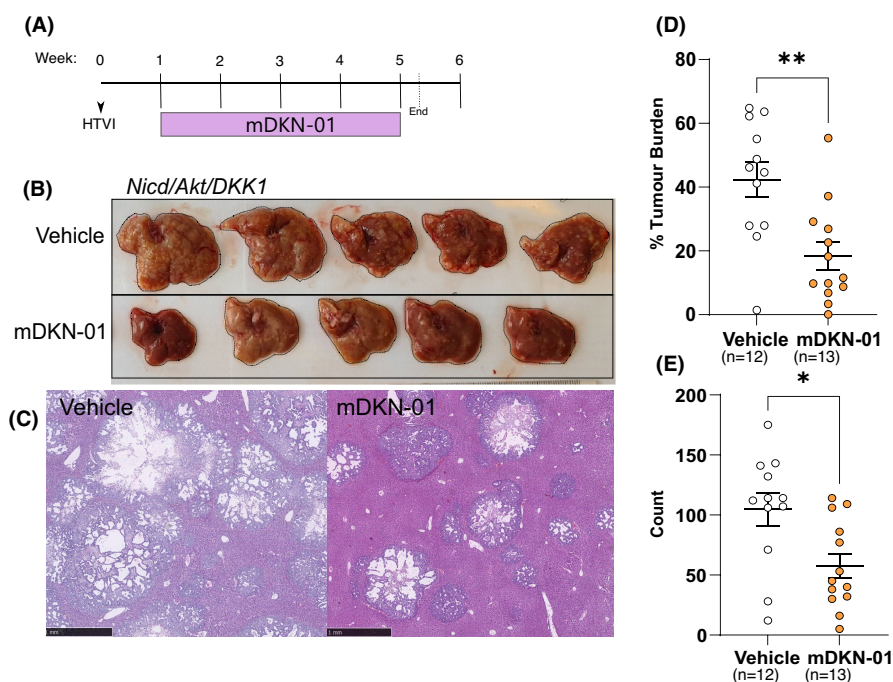 (A)
Week: 0 1 2 3 4 5 6
HTVI
mDKN-01
End
(B)
Nicd/Akt/DKK1
Vehicle
mDKN-01
(C)
Vehicle
mDKN-01
1 mm
(D)
**
% Tumour Burden
80
60
40
20
0
Vehicle mDKN-01
(n=12) (n=13)
(E)
*
Count
200
150
100
50
0
Vehicle mDKN-01
(n=12) (n=13)